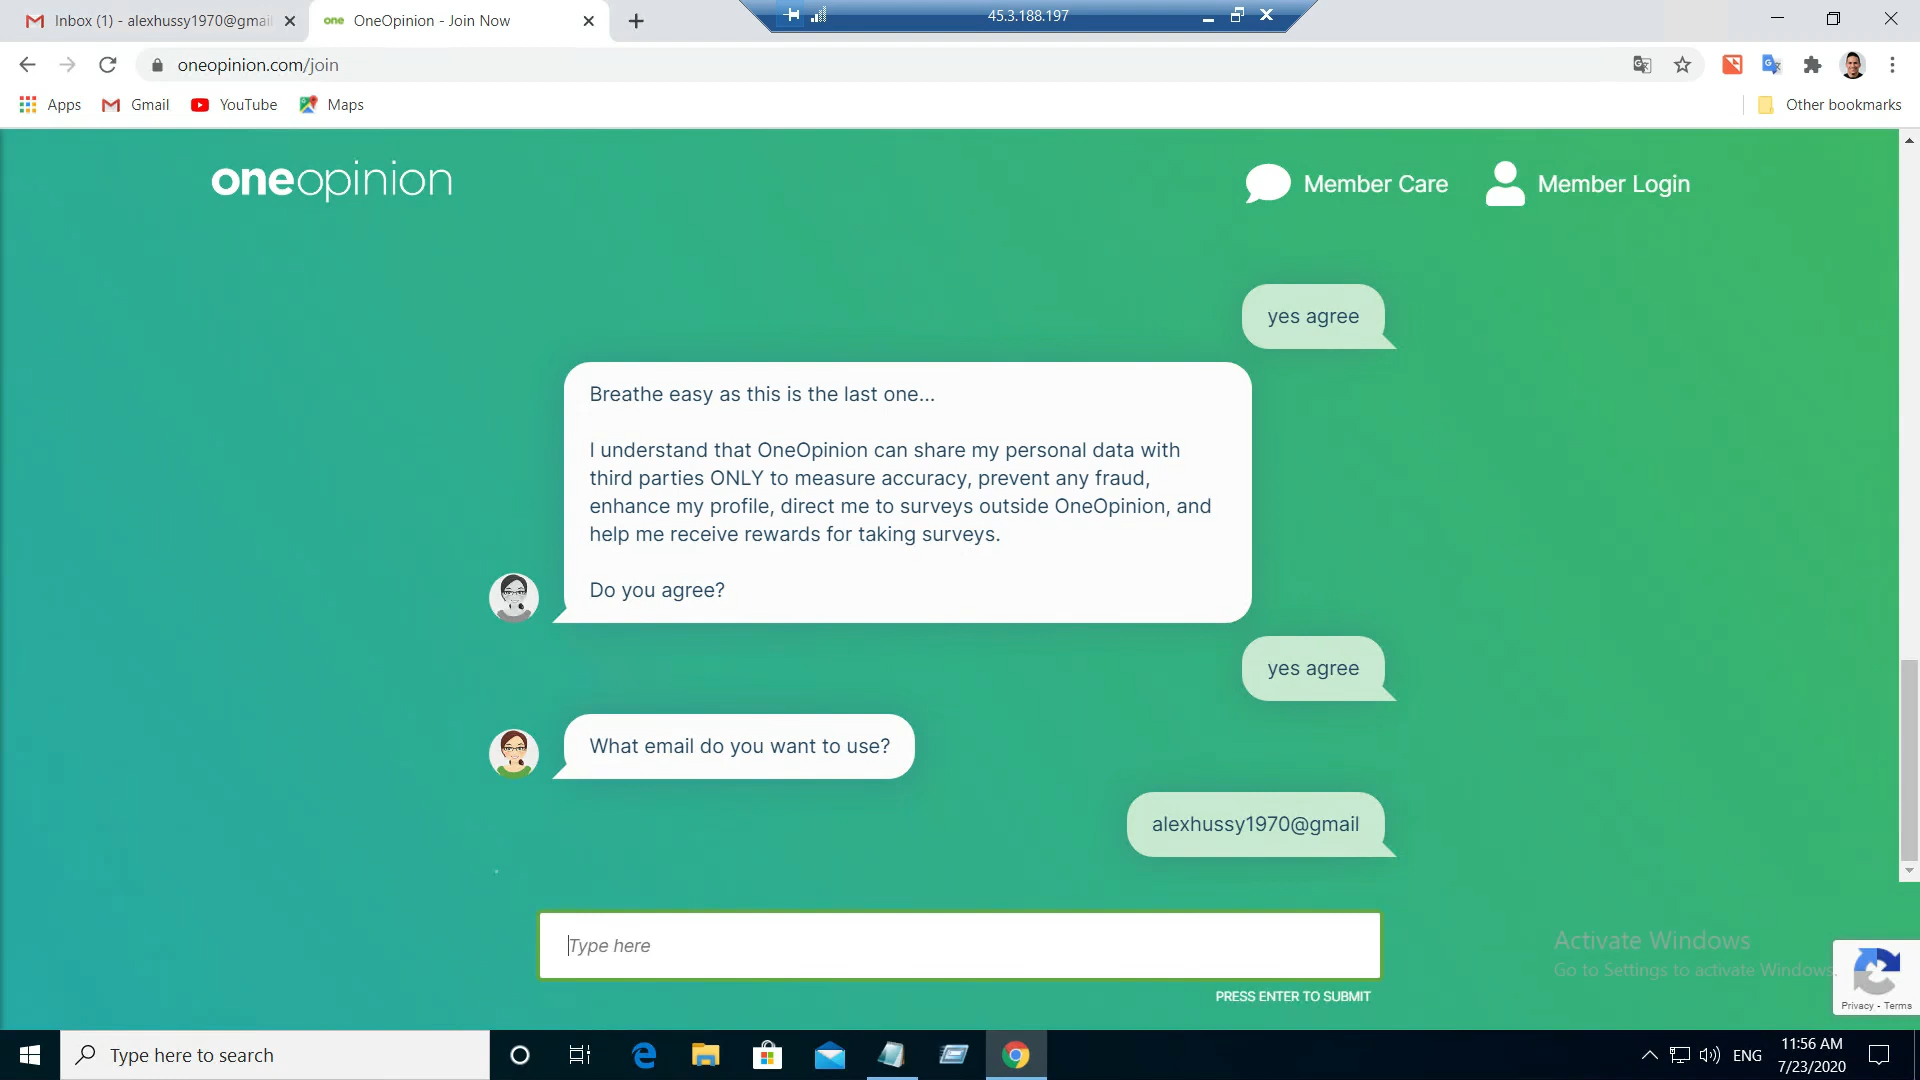 Inbox (1) - alexhussy1970@gmai
one OneOpinion - Join Now
45.3.188.197
oneopinion.com/join
Apps
Gmail
YouTube
Maps
Other bookmarks
oneopinion
Member Care
Member Login
yes agree
Breathe easy as this is the last one...
I understand that OneOpinion can share my personal data with
third parties ONLY to measure accuracy, prevent any fraud,
enhance my profile, direct me to surveys outside OneOpinion, and
help me receive rewards for taking surveys.
Do you agree?
yes agree
What email do you want to use?
alexhussy1970@gmail
Type here
PRESS ENTER TO SUBMIT
Activate Windows
Go to Settings to activate Windows.
Privacy - Terms
Type here to search
ENG
11:56 AM
7/23/2020